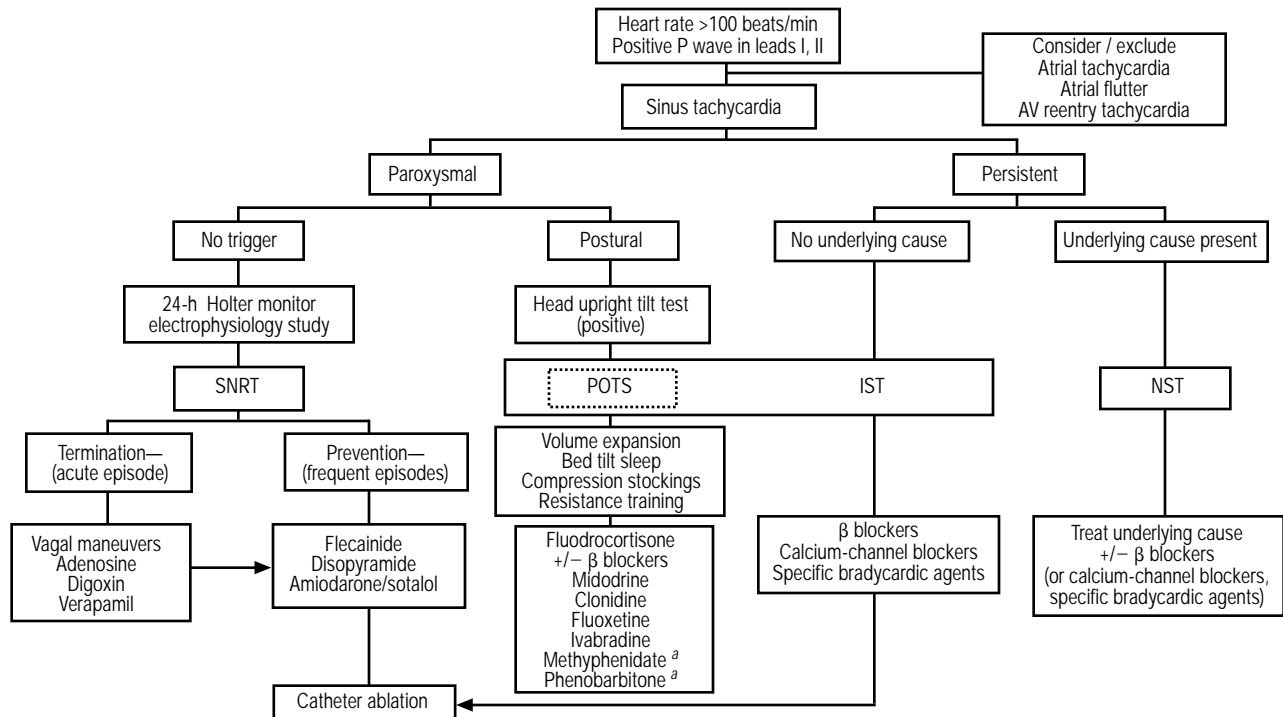 Heart rate >100 beats/min
Positive P wave in leads I, II
Consider / exclude
Atrial tachycardia
Atrial flutter
AV reentry tachycardia
Sinus tachycardia
Paroxysmal
Persistent
No trigger
Postural
No underlying cause
Underlying cause present
24-h Holter monitor
electrophysiology study
Head upright tilt test
(positive)
SNRT
POTS
IST
NST
Termination—
(acute episode)
Prevention—
(frequent episodes)
Volume expansion
Bed tilt sleep
Compression stockings
Resistance training
Vagal maneuvers
Adenosine
Digoxin
Verapamil
Flecainide
Disopyramide
Amiodarone/sotalol
Fludrocortisone
+/− β blockers
Midodrine
Clonidine
Fluoxetine
Ivabradine
Methyphenidate a
Phenobarbitone a
β blockers
Calcium-channel blockers
Specific bradycardic agents
Treat underlying cause
+/− β blockers
(or calcium-channel blockers,
specific bradycardic agents)
Catheter ablation